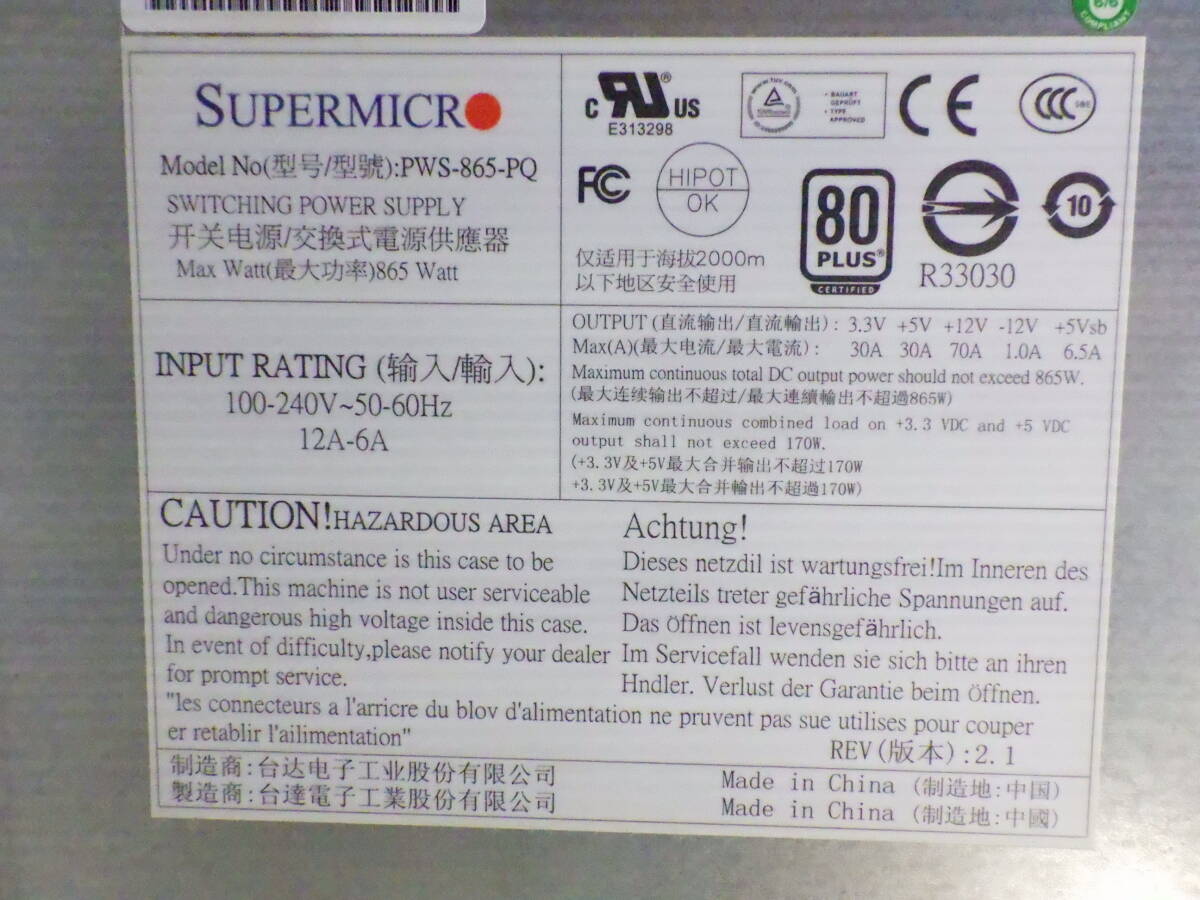 SUPERMICRO
Model No(型号/型號):PWS-865-PQ
SWITCHING POWER SUPPLY
开关电源/交換式電源供應器
Max Watt(最大功率)865 Watt
C RU US ®
E313298
BAUART
GEPRÜFT
TYPE
APPROVED
CE
CCC
S&E
FC
HIPOT
OK
80
PLUS®
CERTIFIED
R33030
10
仅适用于海拔2000m
以下地区安全使用
INPUT RATING (输入/輸入):
100-240V~50-60Hz
12A-6A
OUTPUT (直流输出/直流輸出): 3.3V +5V +12V -12V +5Vsb
Max(A)(最大电流/最大電流): 30A 30A 70A 1.0A 6.5A
Maximum continuous total DC output power should not exceed 865W.
(最大连续输出不超过/最大連續輸出不超過865W)
Maximum continuous combined load on +3.3 VDC and +5 VDC
output shall not exceed 170W.
(+3.3V及+5V最大合并输出不超过170W
+3.3V及+5V最大合并輸出不超過170W)
CAUTION!HAZARDOUS AREA
Under no circumstance is this case to be
opened.This machine is not user serviceable
and dangerous high voltage inside this case.
In event of difficulty,please notify your dealer
for prompt service.
Achtung!
Dieses netzdil ist wartungsfrei!Im Inneren des
Netzteils treter gefährliche Spannungen auf.
Das Öffnen ist levensgefährlich.
Im Servicefall wenden sie sich bitte an ihren
Hndler. Verlust der Garantie beim Öffnen.
"les connecteurs a l'arricre du blov d'alimentation ne pruvent pas sue utilises pour couper
er retablir l'ailimentation"
REV(版本):2.1
制造商:台达电子工业股份有限公司
製造商:台達電子工業股份有限公司
Made in China (制造地:中国)
Made in China (製造地:中國)
COMPLIANT